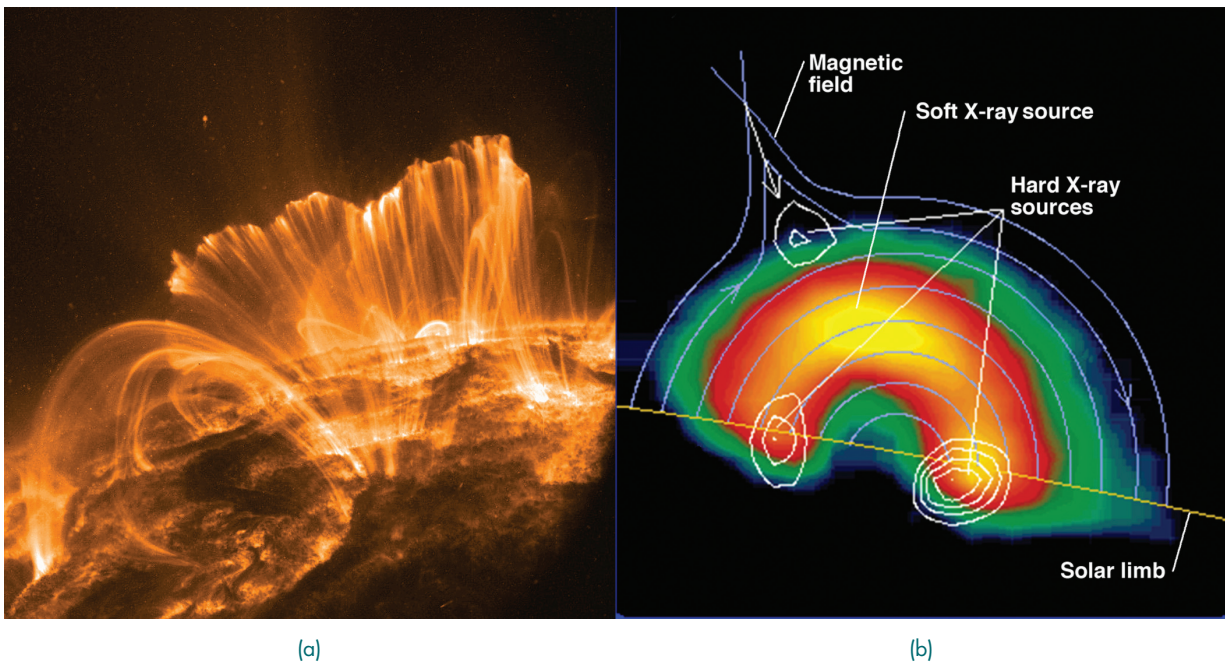 Magnetic
field
Soft X-ray source
Hard X-ray
sources
Solar limb
(a)
(b)